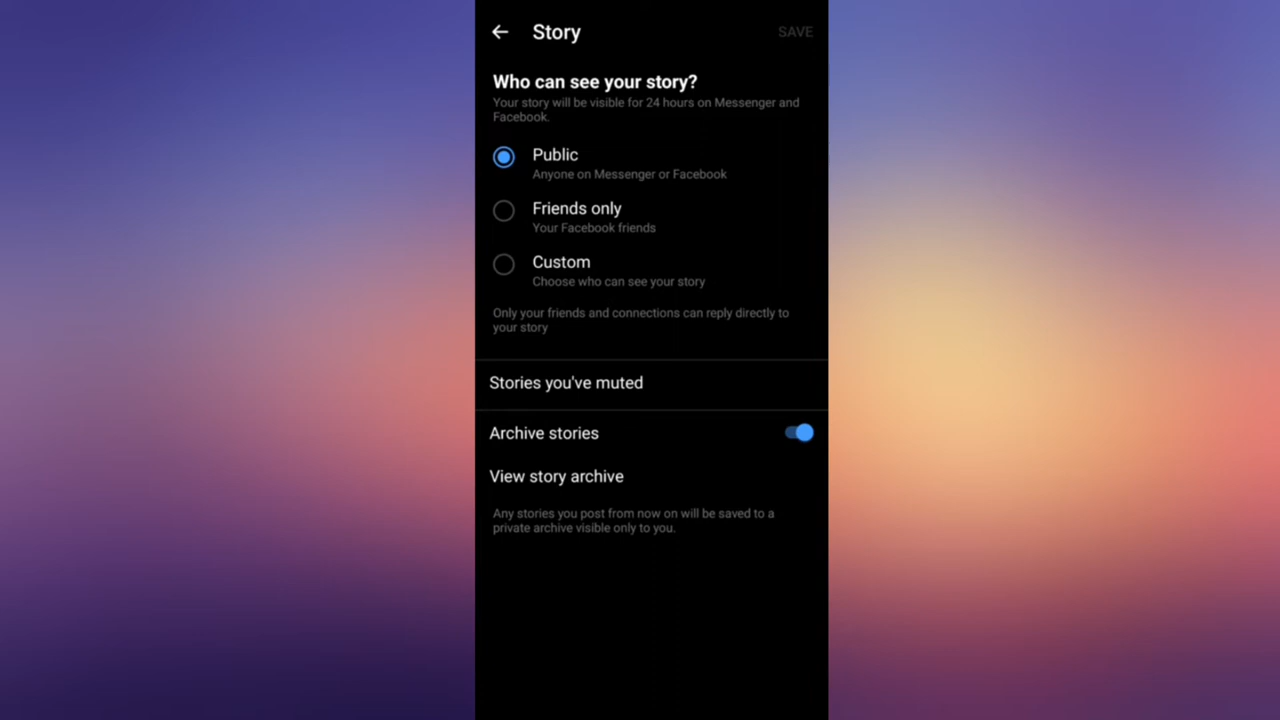 Story
SAVE
Who can see your story?
Your story will be visible for 24 hours on Messenger and
Facebook.
Public
Anyone on Messenger or Facebook
Friends only
Your Facebook friends
Custom
Choose who can see your story
Only your friends and connections can reply directly to
your story
Stories you've muted
Archive stories
View story archive
Any stories you post from now on will be saved to a
private archive visible only to you.